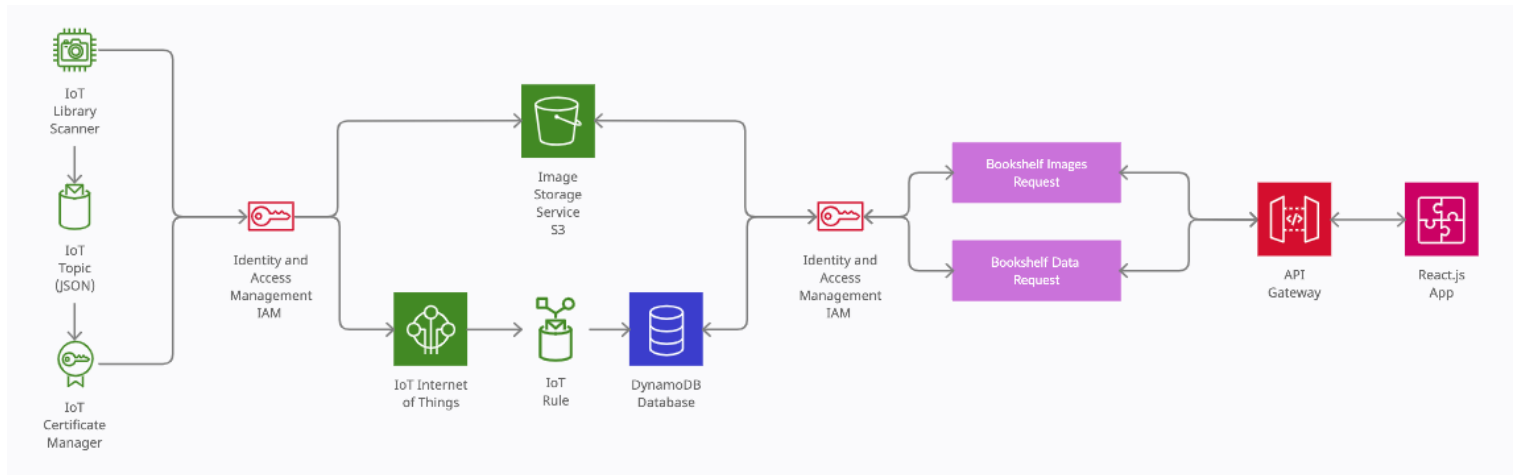 IoT
Library
Scanner
IoT
Topic
(JSON)
IoT
Certificate
Manager
Identity and
Access
Management
IAM
Image
Storage
Service
S3
IoT Internet
of Things
IoT
Rule
DynamoDB
Database
Identity and
Access
Management
IAM
Bookshelf Images
Request
Bookshelf Data
Request
API
Gateway
React.js
App